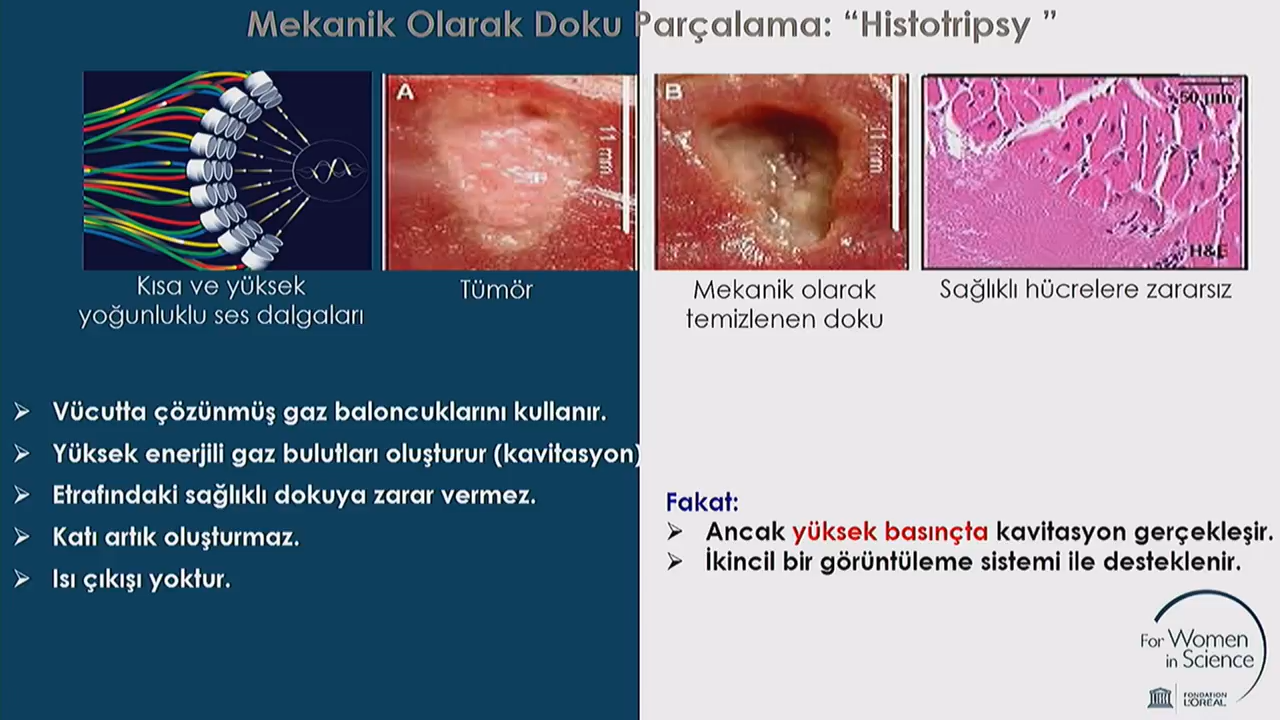 Mekanik Olarak Doku Parçalama: “Histotripsy ”
A
11 mm
B
11 mm
50 µm
H&E
Kısa ve yüksek
yoğunluklu ses dalgaları
Tümör
Mekanik olarak
temizlenen doku
Sağlıklı hücrelere zararsız
Vücutta çözünmüş gaz baloncuklarını kullanır.
Yüksek enerjili gaz bulutları oluşturur (kavitasyon)
Etrafındaki sağlıklı dokuya zarar vermez.
Katı artık oluşturmaz.
Isı çıkışı yoktur.
Fakat:
Ancak yüksek basınçta kavitasyon gerçekleşir.
İkincil bir görüntüleme sistemi ile desteklenir.
For Women
in Science
FONDATION
L'ORÉAL